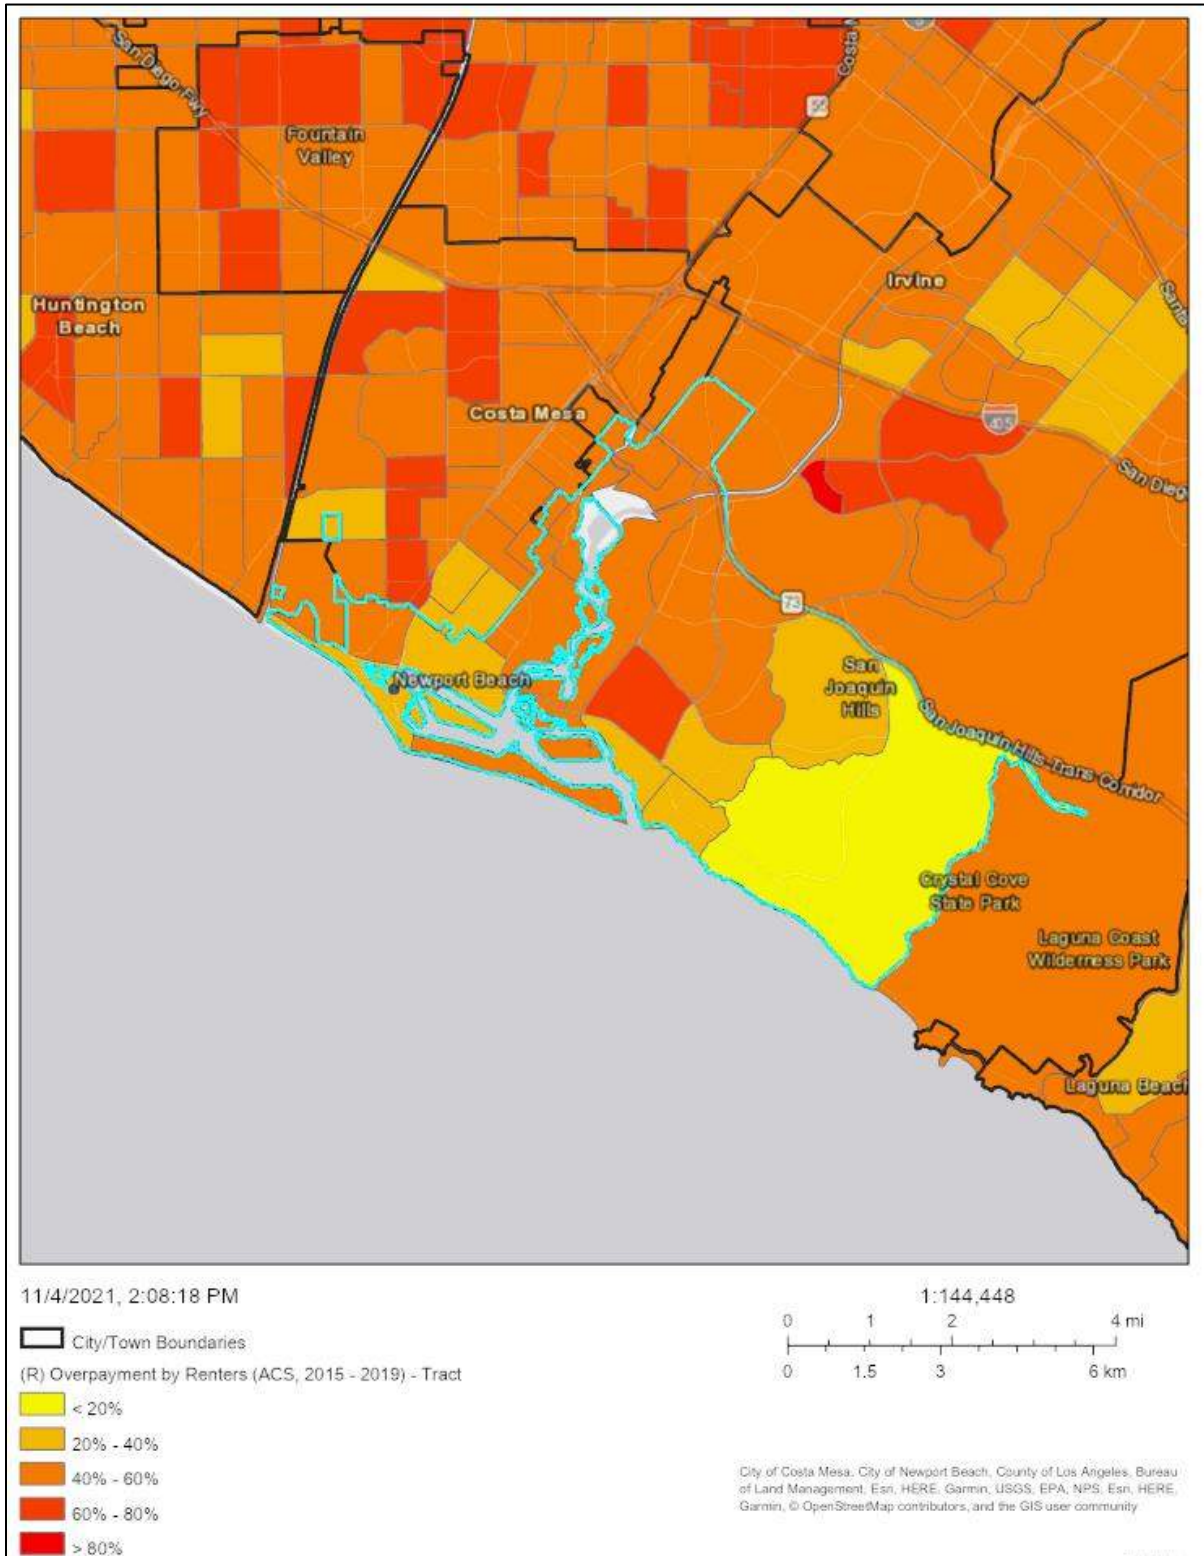 San Diego Fwy
Costa M
55
Fountain
Valley
Irvine
Santa
Huntington
Beach
Costa Mesa
405
San Dieg
73
San
Joaquin
Hills
Newport Beach
San Joaquin Hills Trans Corridor
Crystal Cove
State Park
Laguna Coast
Wilderness Park
Laguna Beach
11/4/2021, 2:08:18 PM
1:144,448
0 1 2 4 mi
0 1.5 3 6 km
City/Town Boundaries
(R) Overpayment by Renters (ACS, 2015 - 2019) - Tract
< 20%
20% - 40%
40% - 60%
60% - 80%
> 80%
City of Costa Mesa, City of Newport Beach, County of Los Angeles, Bureau
of Land Management, Esri, HERE, Garmin, USGS, EPA, NPS, Esri, HERE,
Garmin, © OpenStreetMap contributors, and the GIS user community